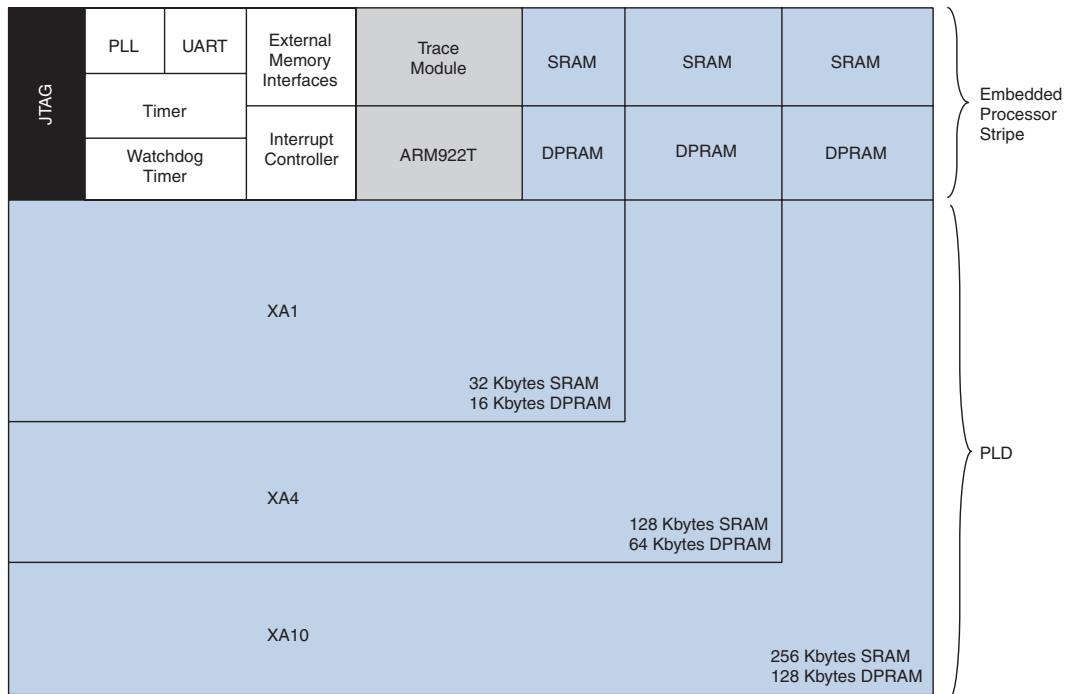 JTAG
PLL
UART
External
Memory
Interfaces
Trace
Module
SRAM
SRAM
SRAM
Timer
Watchdog
Timer
Interrupt
Controller
ARM922T
DPRAM
DPRAM
DPRAM
Embedded
Processor
Stripe
XA1
32 Kbytes SRAM
16 Kbytes DPRAM
XA4
128 Kbytes SRAM
64 Kbytes DPRAM
XA10
256 Kbytes SRAM
128 Kbytes DPRAM
PLD